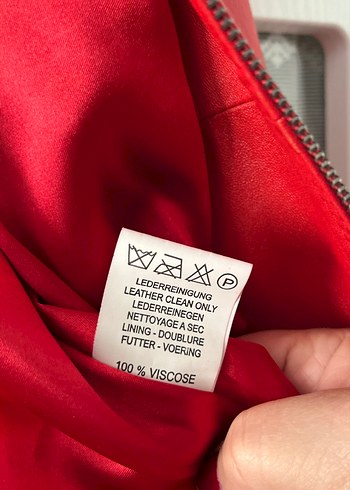 P
LEDERREINIGUNG
LEATHER CLEAN ONLY
LEDERREINEGEN
NETTOYAGE A SEC
LINING - DOUBLURE
FUTTER - VOERING
100 % VISCOSE